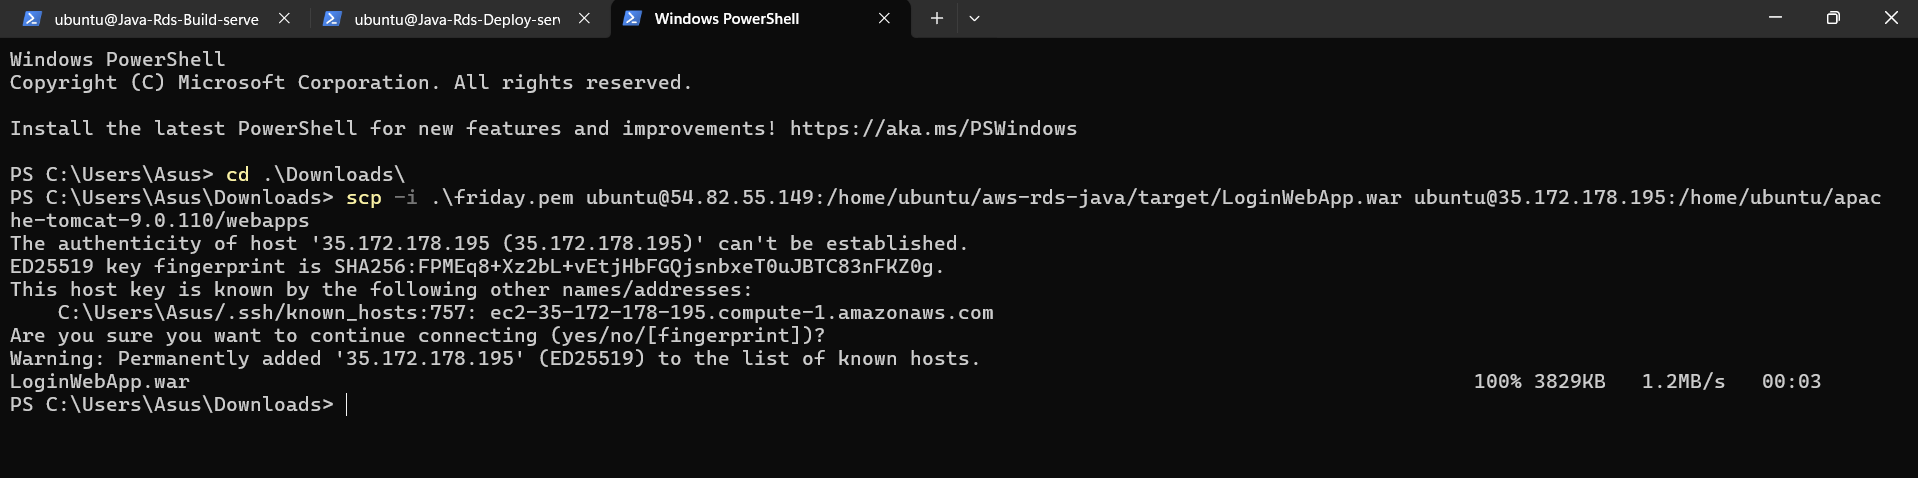 ubuntu@Java-Rds-Build-serve
ubuntu@Java-Rds-Deploy-ser
Windows PowerShell
Windows PowerShell
Copyright (C) Microsoft Corporation. All rights reserved.
Install the latest PowerShell for new features and improvements! https://aka.ms/PSWindows
PS C:\Users\Asus> cd .\Downloads\
PS C:\Users\Asus\Downloads> scp -i .\friday.pem ubuntu@54.82.55.149:/home/ubuntu/aws-rds-java/target/LoginWebApp.war ubuntu@35.172.178.195:/home/ubuntu/apac
he-tomcat-9.0.110/webapps
The authenticity of host '35.172.178.195 (35.172.178.195)' can't be established.
ED25519 key fingerprint is SHA256:FPMEq8+Xz2bL+vEtjHbFGQjsnbxeT0uJBTC83nFKZ0g.
This host key is known by the following other names/addresses:
    C:\Users\Asus/.ssh/known_hosts:757: ec2-35-172-178-195.compute-1.amazonaws.com
Are you sure you want to continue connecting (yes/no/[fingerprint])?
Warning: Permanently added '35.172.178.195' (ED25519) to the list of known hosts.
LoginWebApp.war 100% 3829KB 1.2MB/s 00:03
PS C:\Users\Asus\Downloads>